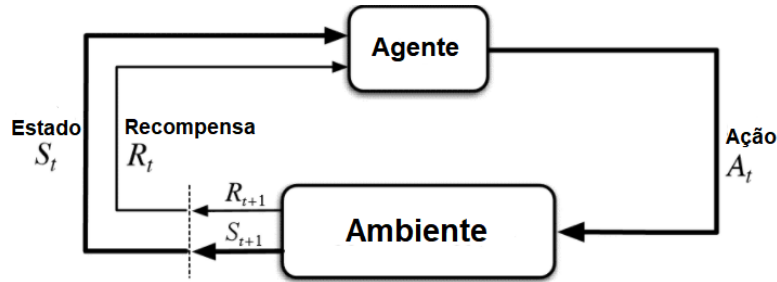 Agente
Estado
S_t
Recompensa
R_t
Ação
A_t
R_{t+1}
S_{t+1}
Ambiente